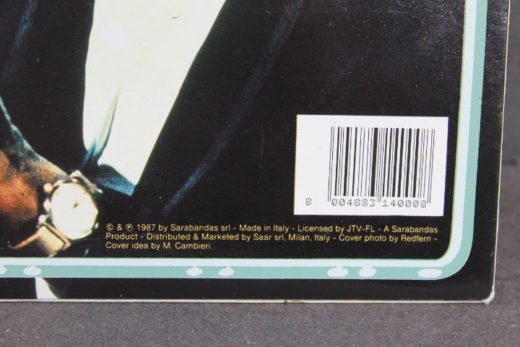 8 004883 140008
© & ℗ 1987 by Sarabandas srl - Made in Italy - Licensed by JTV-FL - A Sarabandas
Product - Distributed & Marketed by Saar srl, Milan, Italy - Cover photo by Redfern -
Cover idea by M. Cambieri.